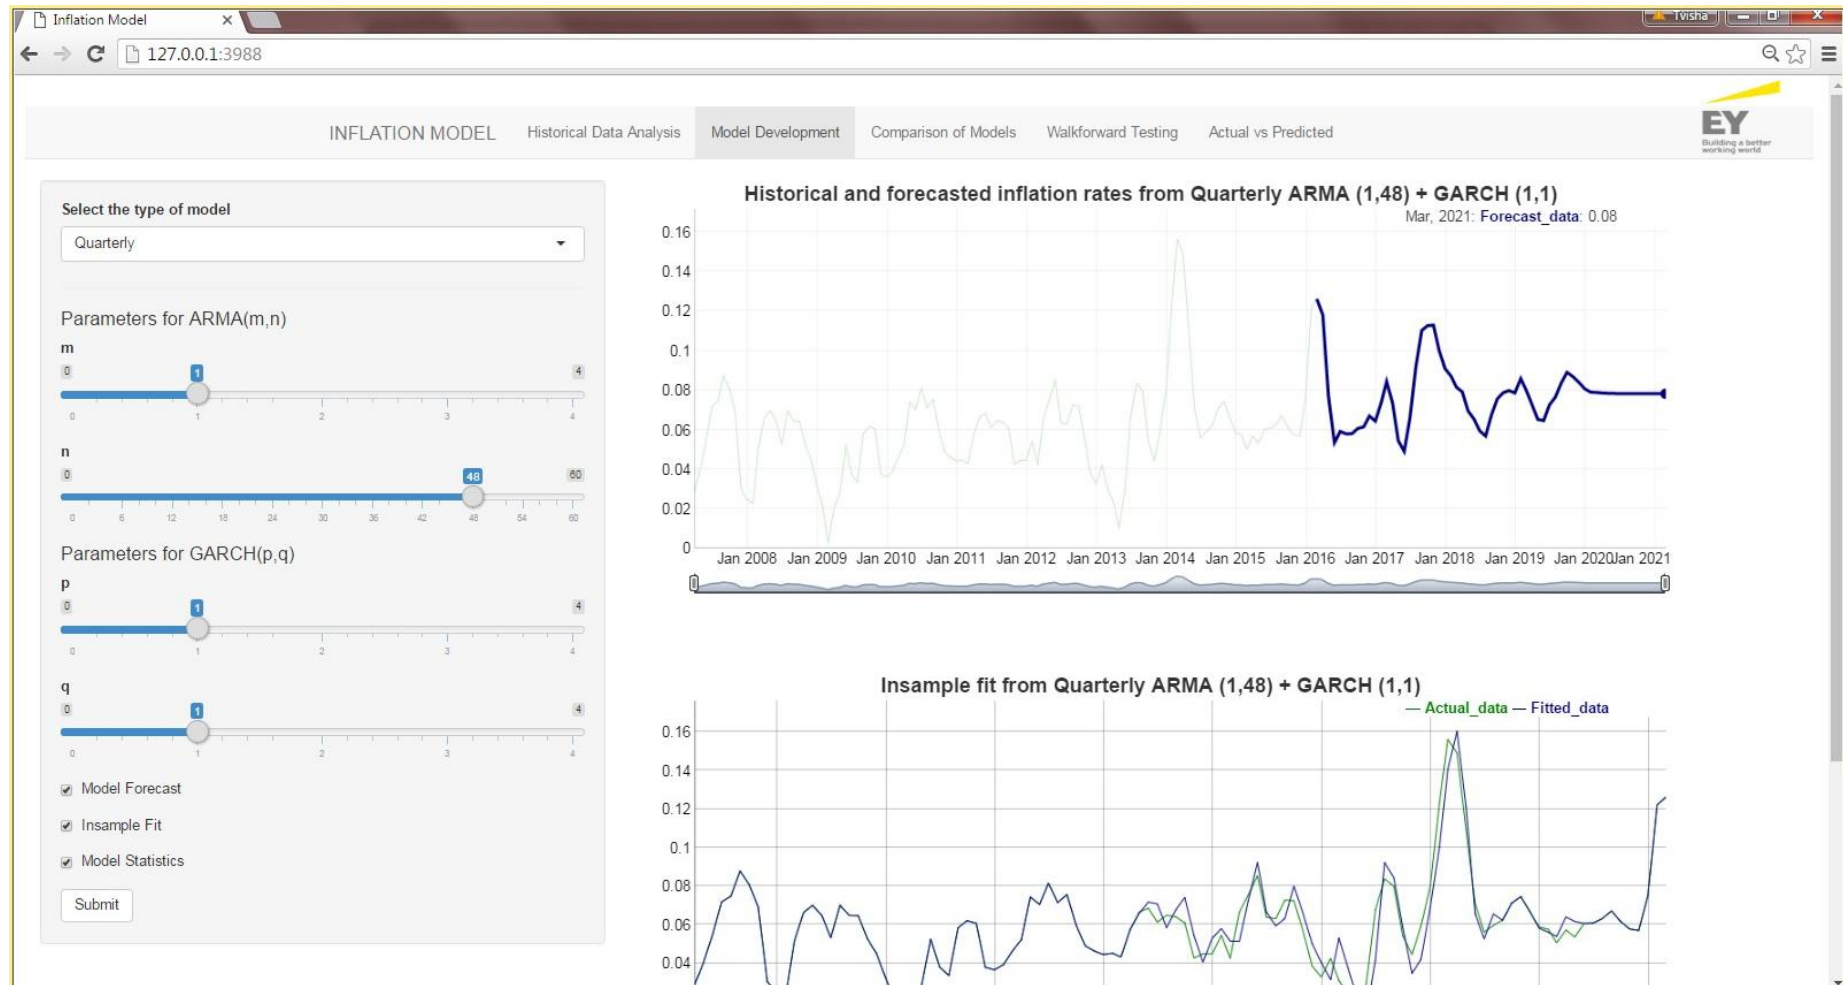 Inflation Model
Tvisha
127.0.0.1:3988
INFLATION MODEL Historical Data Analysis Model Development Comparison of Models Walkforward Testing Actual vs Predicted
EY
Building a better
working world
Select the type of model
Quarterly
Parameters for ARMA(m,n)
m
0 1 4
0 1 2 3 4
n
0 48 60
0 6 12 18 24 30 36 42 48 54 60
Parameters for GARCH(p,q)
p
0 1 4
0 1 2 3 4
q
0 1 4
0 1 2 3 4
Model Forecast
Insample Fit
Model Statistics
Submit
Historical and forecasted inflation rates from Quarterly ARMA (1,48) + GARCH (1,1)
Mar, 2021: Forecast_data: 0.08
0.16
0.14
0.12
0.1
0.08
0.06
0.04
0.02
0
Jan 2008 Jan 2009 Jan 2010 Jan 2011 Jan 2012 Jan 2013 Jan 2014 Jan 2015 Jan 2016 Jan 2017 Jan 2018 Jan 2019 Jan 2020 Jan 2021
Insample fit from Quarterly ARMA (1,48) + GARCH (1,1)
— Actual_data — Fitted_data
0.16
0.14
0.12
0.1
0.08
0.06
0.04